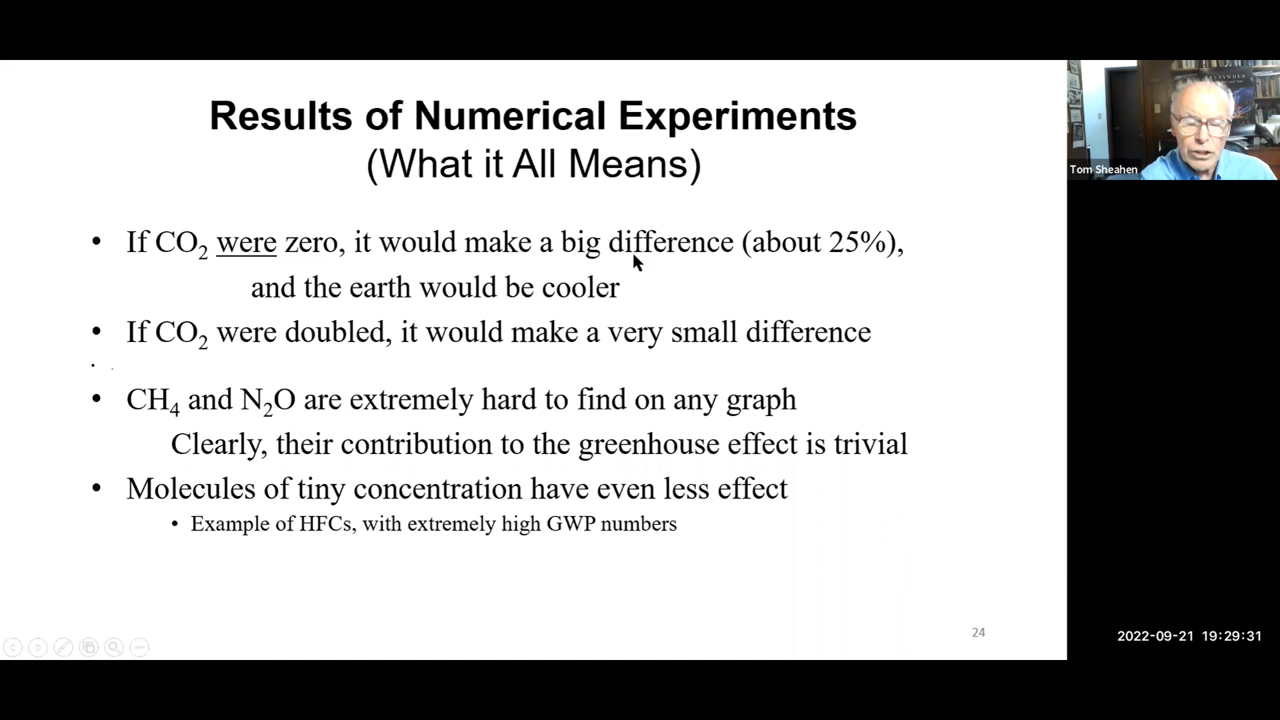 Results of Numerical Experiments
(What it All Means)
• If CO₂ were zero, it would make a big difference (about 25%),
and the earth would be cooler
• If CO₂ were doubled, it would make a very small difference
• CH₄ and N₂O are extremely hard to find on any graph
Clearly, their contribution to the greenhouse effect is trivial
• Molecules of tiny concentration have even less effect
• Example of HFCs, with extremely high GWP numbers
24
Tom Sheahen
2022-09-21 19:29:31